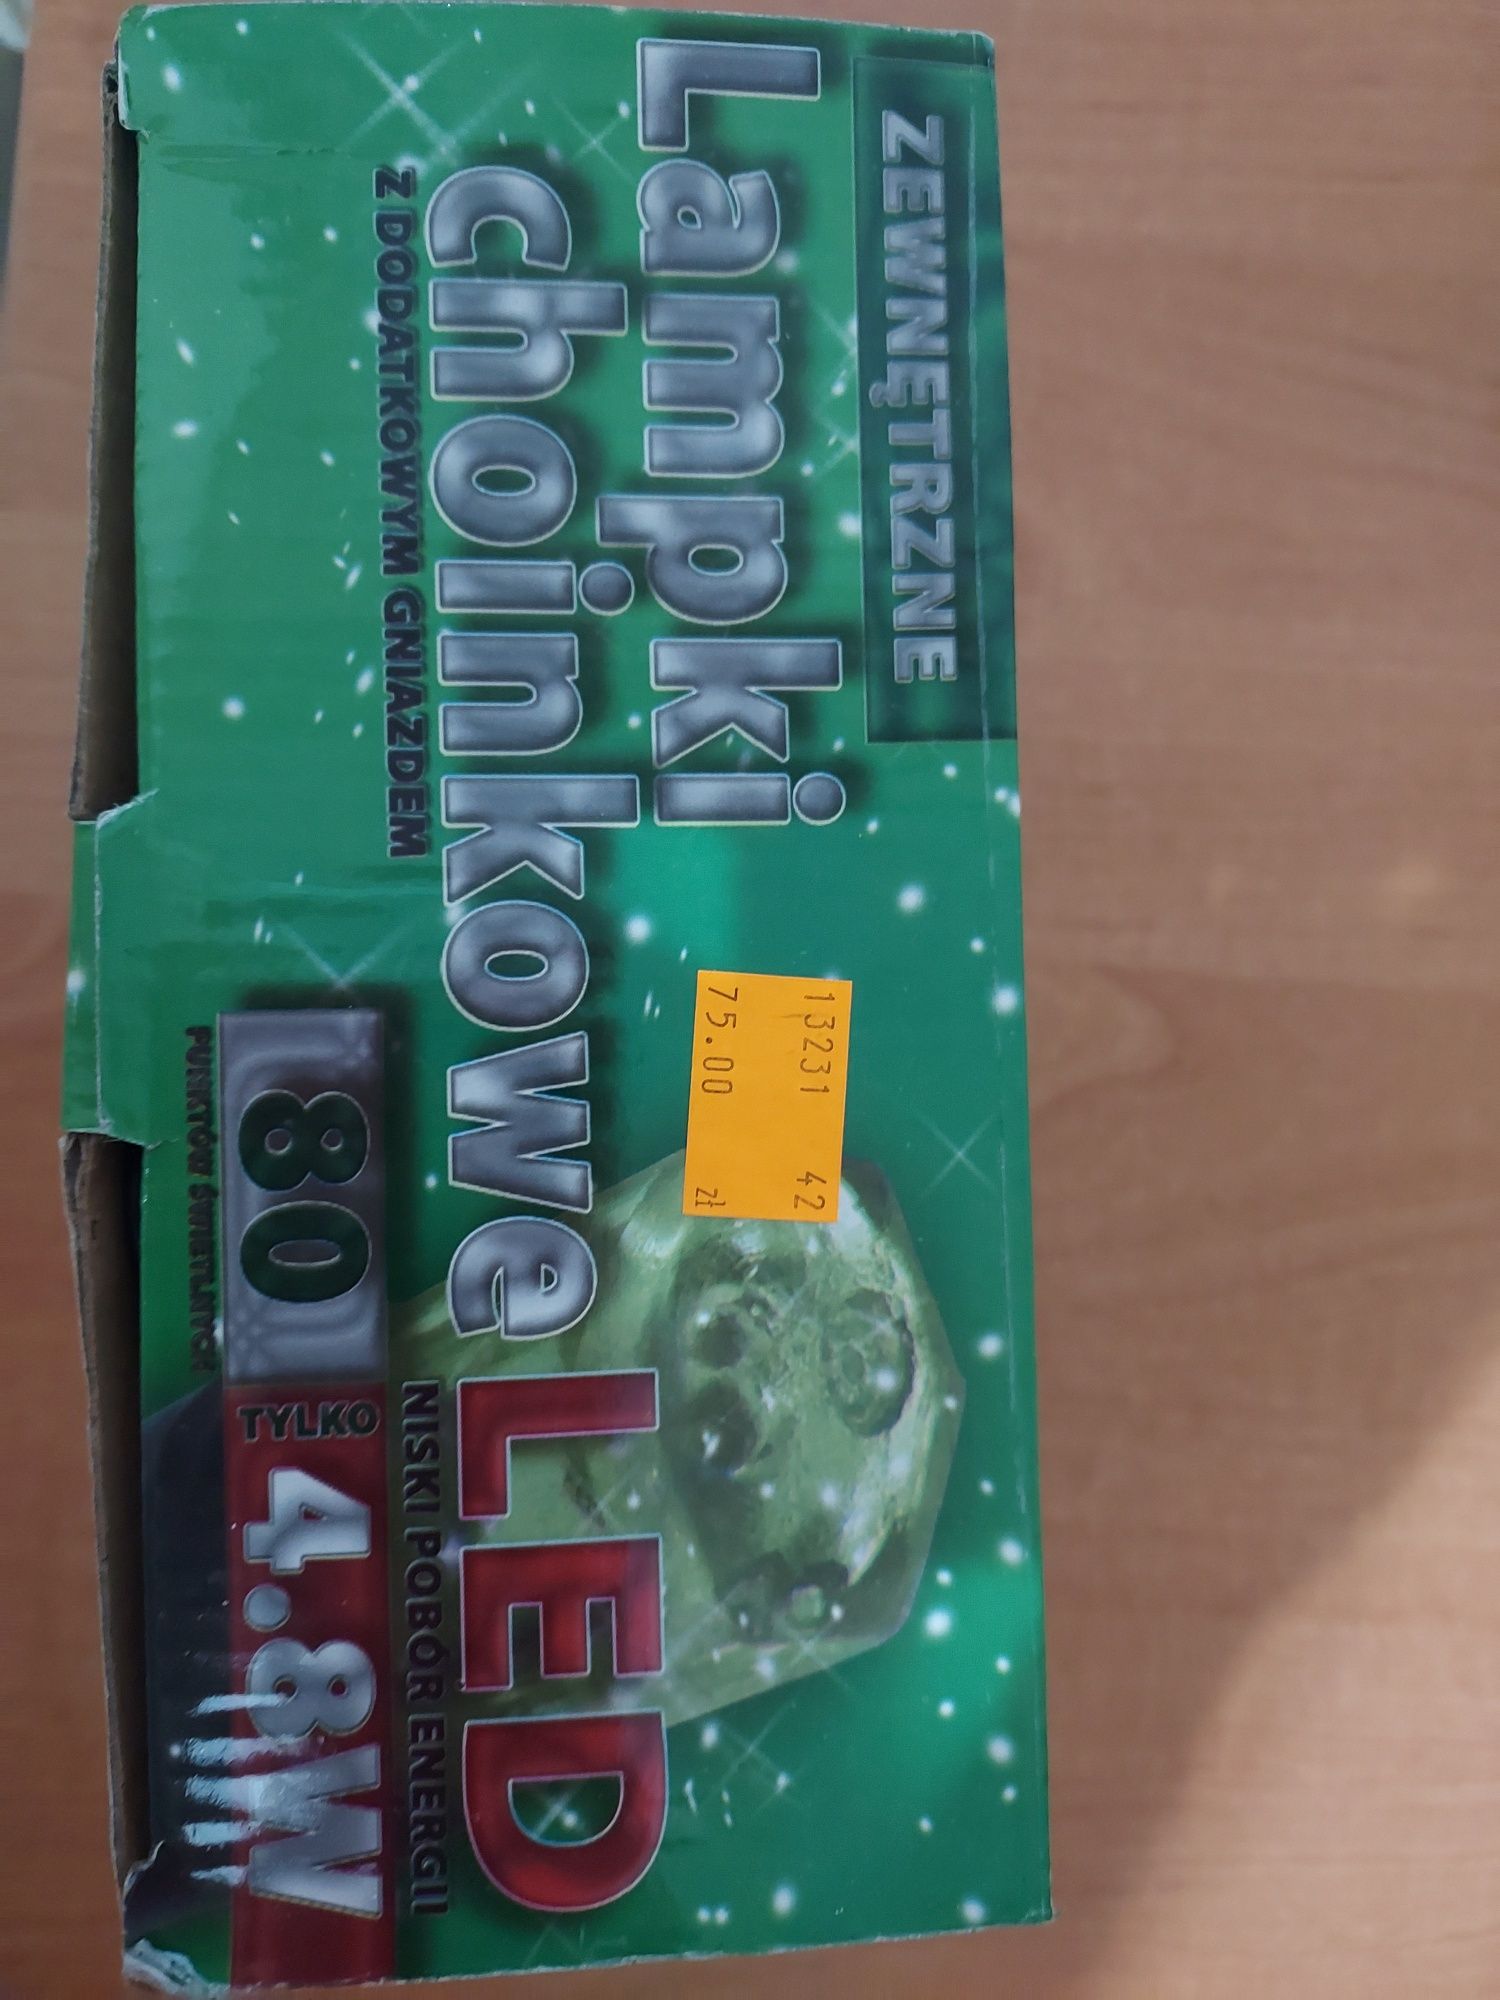 ZEWNĘTRZNE
Lampki
choinkowe LED
Z DODATKOWYM GNIAZDEM
NISKI POBÓR ENERGII
13231 42
75.00 zł
80 TYLKO 4.8W
PUNKTÓW ŚWIETLNYCH